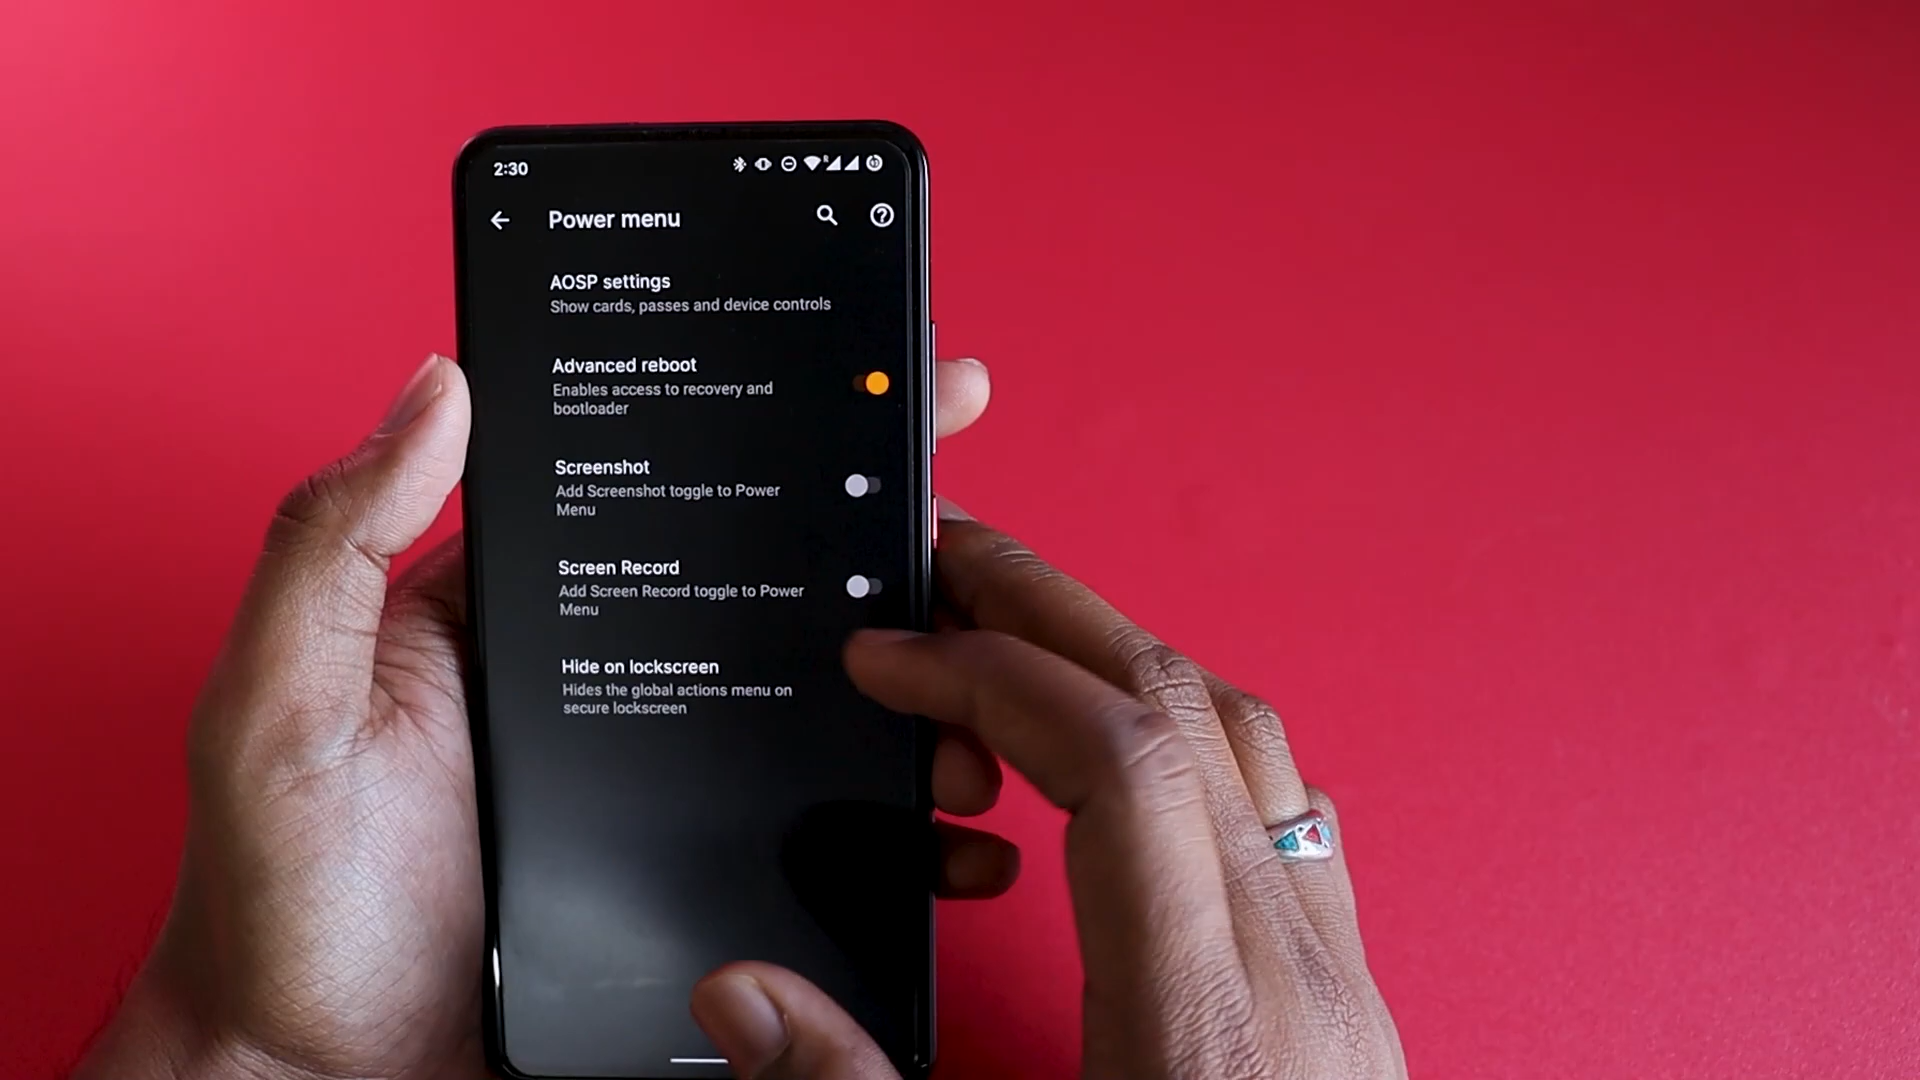 2:30
Power menu
AOSP settings
Show cards, passes and device controls
Advanced reboot
Enables access to recovery and
bootloader
Screenshot
Add Screenshot toggle to Power
Menu
Screen Record
Add Screen Record toggle to Power
Menu
Hide on lockscreen
Hides the global actions menu on
secure lockscreen